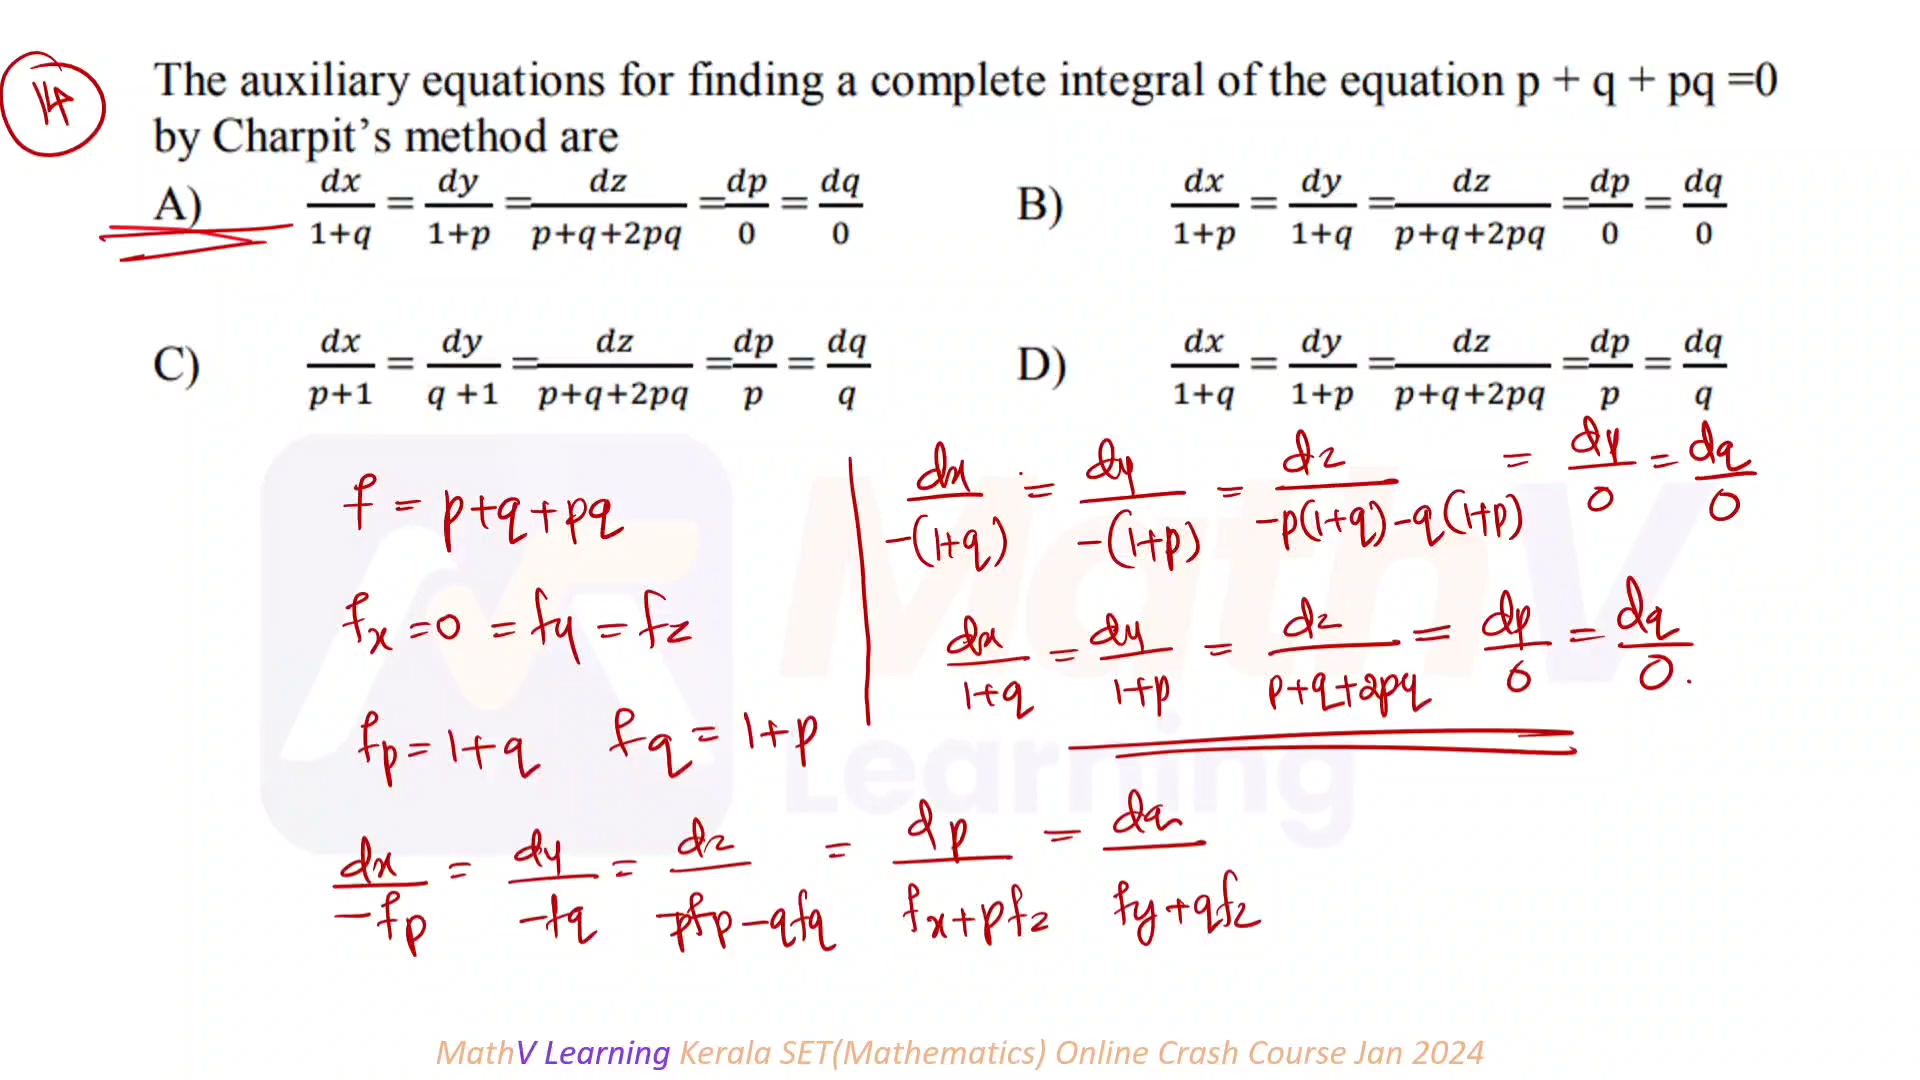 14
The auxiliary equations for finding a complete integral of the equation p + q + pq =0
by Charpit’s method are
A) dx/1+q = dy/1+p = dz/p+q+2pq = dp/0 = dq/0
B) dx/1+p = dy/1+q = dz/p+q+2pq = dp/0 = dq/0
C) dx/p+1 = dy/q +1 = dz/p+q+2pq = dp/p = dq/q
D) dx/1+q = dy/1+p = dz/p+q+2pq = dp/p = dq/q
f = p+q+pq
fx = 0 = fy = fz
fp = 1+q fq = 1+p
dx/-fp = dy/-fq = dz/-pfp-qfq = dp/fx+pfz = dq/fy+qfz
dx/-(1+q) = dy/-(1+p) = dz/-p(1+q)-q(1+p) = dy/0 = dq/0
dx/1+q = dy/1+p = dz/p+q+2pq = dp/0 = dq/0.
MathV
Learning
MathV Learning Kerala SET(Mathematics) Online Crash Course Jan 2024